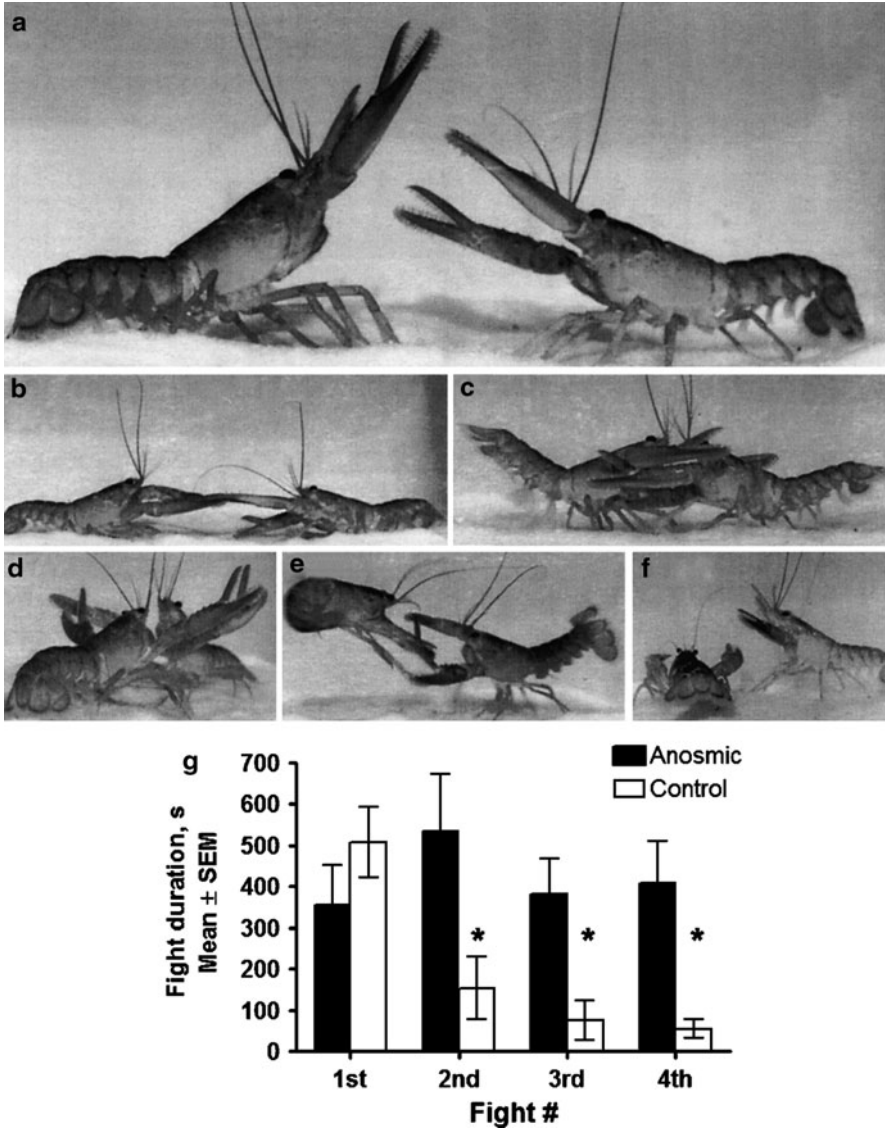 a
b
c
d
e
f
g
Anosmic
Control
Fight duration, s
Mean ± SEM
700
600
500
400
300
200
100
0
*
*
*
1st
2nd
3rd
4th
Fight #